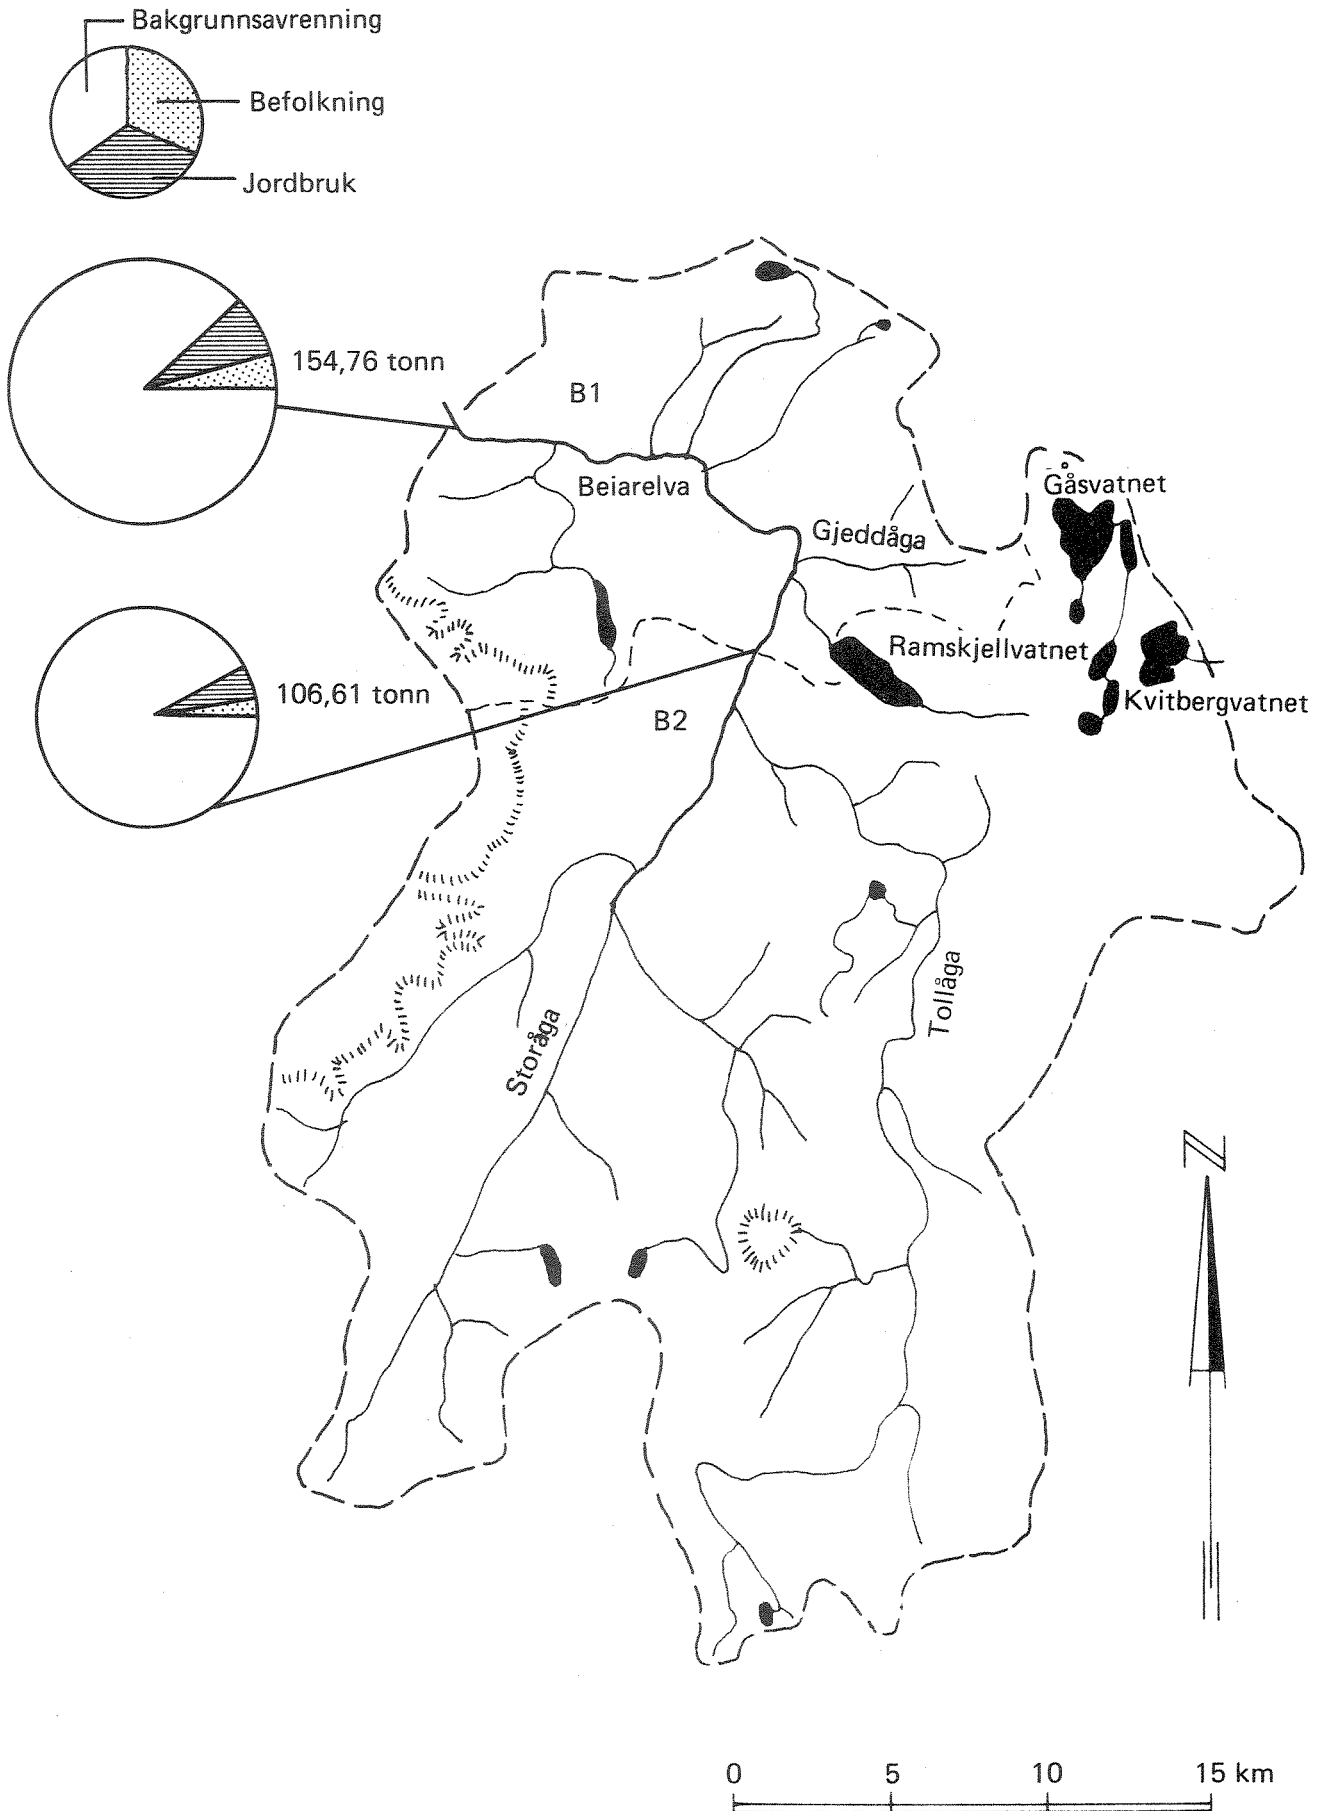 Bakgrunnsavrenning
Befolkning
Jordbruk
154,76 tonn
B1
Beiarelva
Gåsvatnet
Gjeddåga
Ramskjellvatnet
106,61 tonn
B2
Kvitbergvatnet
Tollåga
Storåga
N
0 5 10 15 km